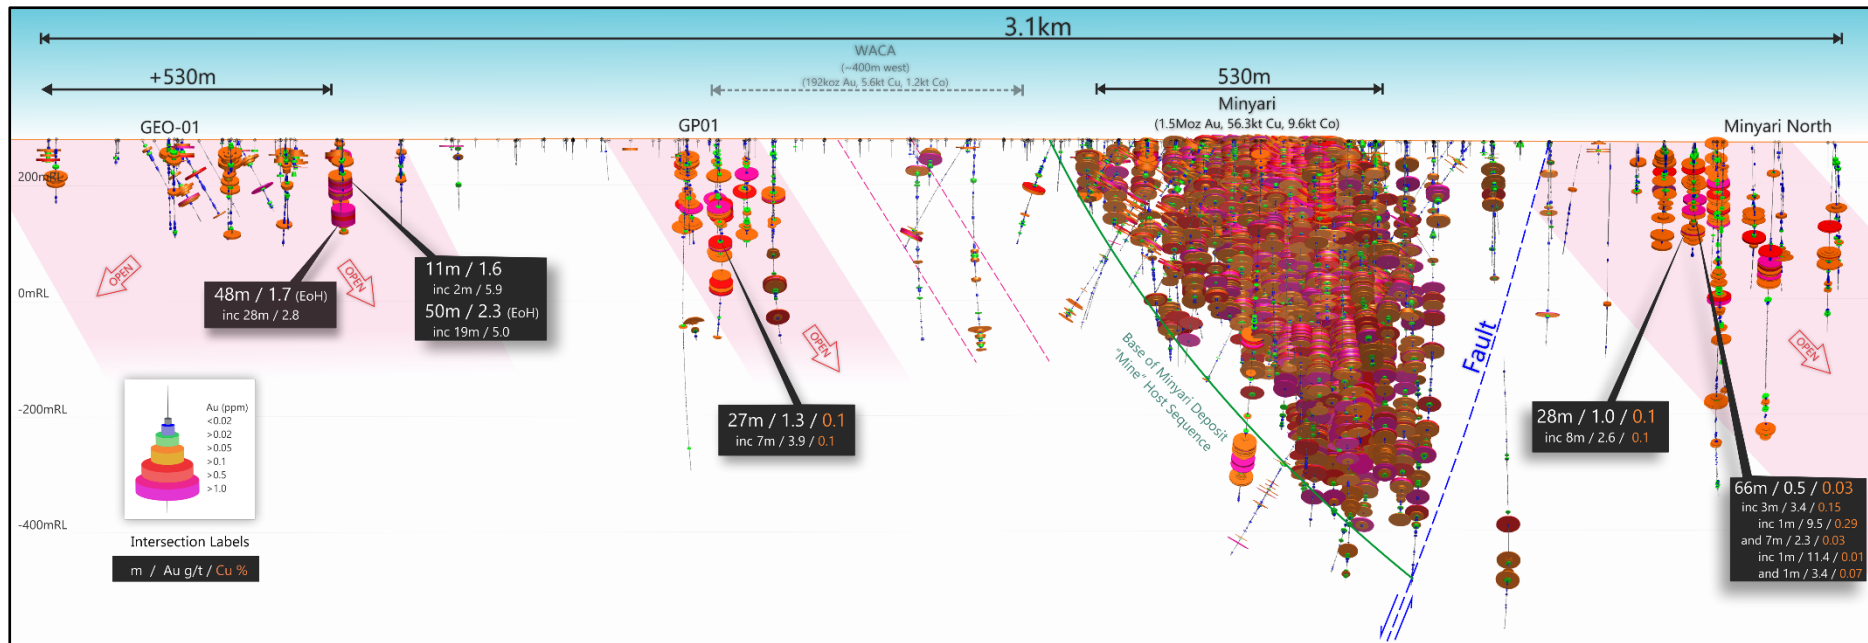 3.1km
WACA
(~400m west)
(192koz Au, 5.6kt Cu, 1.2kt Co)
+530m
530m
GEO-01
GP01
Minyari
(1.5Moz Au, 56.3kt Cu, 9.6kt Co)
Minyari North
200mRL
0mRL
-200mRL
-400mRL
OPEN
OPEN
OPEN
OPEN
48m / 1.7 (EoH)
inc 28m / 2.8
11m / 1.6
inc 2m / 5.9
50m / 2.3 (EoH)
inc 19m / 5.0
27m / 1.3 / 0.1
inc 7m / 3.9 / 0.1
Base of Minyari Deposit
"Mine" Host Sequence
Fault
28m / 1.0 / 0.1
inc 8m / 2.6 / 0.1
66m / 0.5 / 0.03
inc 3m / 3.4 / 0.15
inc 1m / 9.5 / 0.29
and 7m / 2.3 / 0.03
inc 1m / 11.4 / 0.01
and 1m / 3.4 / 0.07
Au (ppm)
<0.02
>0.02
>0.05
>0.1
>0.5
>1.0
Intersection Labels
m / Au g/t / Cu %